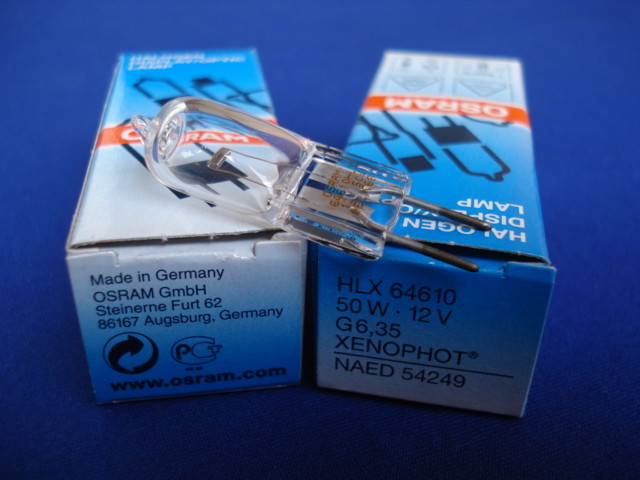 OSRAM
Made in Germany
OSRAM GmbH
Steinerne Furt 62
86167 Augsburg, Germany
www.osram.com
OSRAM
HALOGEN
LAMP
HLX 64610
50 W · 12 V
G 6,35
XENOPHOT®
NAED 54249